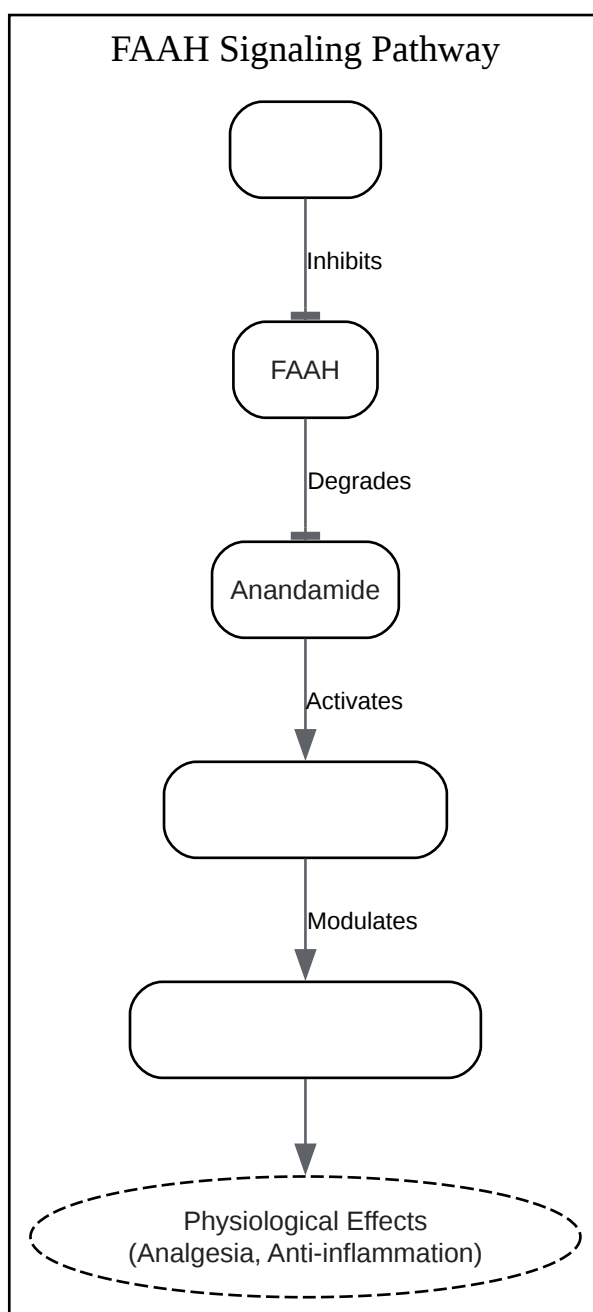 FAAH Signaling Pathway
Inhibits
FAAH
Degrades
Anandamide
Activates
Modulates
Physiological Effects
(Analgesia, Anti-inflammation)